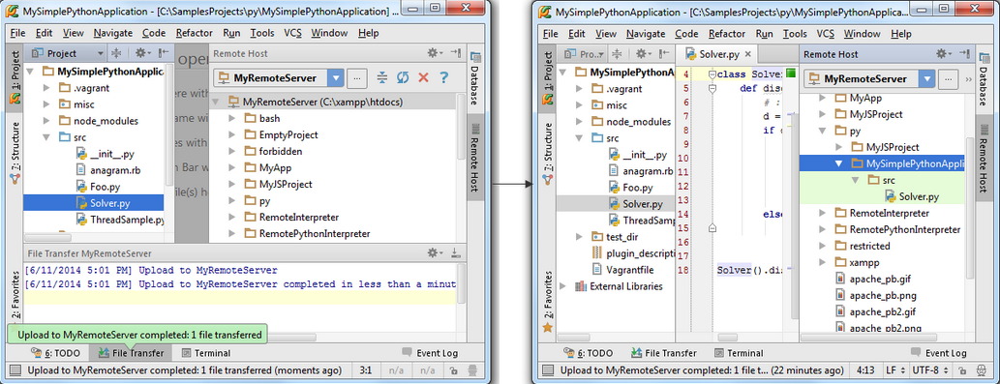 MySimplePythonApplication - [C:\SamplesProjects\py\MySimplePythonApplication] ...
File Edit View Navigate Code Refactor Run Tools VCS Window Help
1: Project
Z: Structure
2: Favorites
Project
MySimplePythonApplica
.vagrant
misc
node_modules
src
__init__.py
anagram.rb
Foo.py
Solver.py
ThreadSample.py
ope
ere with
ame wi
es with
n Bar w
file(s) h
Remote Host
MyRemoteServer
...
MyRemoteServer (C:\xampp\htdocs)
bash
EmptyProject
forbidden
MyApp
MyJSProject
py
RemoteInterpreter
RemotePythonInterpreter
Database
Remote Host
File Transfer MyRemoteServer
[6/11/2014 5:01 PM] Upload to MyRemoteServer
[6/11/2014 5:01 PM] Upload to MyRemoteServer completed in less than a minut
Upload to MyRemoteServer completed: 1 file transferred
6: TODO File Transfer Terminal Event Log
Upload to MyRemoteServer completed: 1 file transferred (moments ago) 3:1 n/a n/a
MySimplePythonApplication - [C:\SamplesProjects\py\MySimplePythonApplica...
File Edit View Navigate Code Refactor Run Tools VCS Window Help
1: Project
Z: Structure
2: Favorites
Pro...
MySimplePythonA
.vagrant
misc
node_modules
src
__init__.py
anagram.rb
Foo.py
Solver.py
ThreadSamp
test_dir
plugin_descripti
Vagrantfile
External Libraries
Solver.py
4 class Solver
5 def disc
6 # :
7 d =
8 if d
9
10
11
12
13
14 else
15
16
17
18 Solver().dis
Remote Host
MyRemoteServer
...
MyApp
MyJSProject
py
MyJSProject
MySimplePythonAppli
src
Solver.py
RemoteInterpreter
RemotePythonInterpreter
restricted
xampp
apache_pb.gif
apache_pb.png
apache_pb2.gif
apache_pb2.png
Database
Remote Host
6: TODO File Transfer Terminal Event Log
Upload to MyRemoteServer completed: 1 file t... (22 minutes ago) 4:13 LF UTF-8